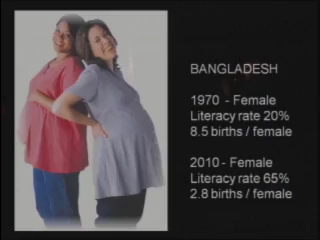 BANGLADESH
1970 - Female
Literacy rate 20%
8.5 births / female
2010 - Female
Literacy rate 65%
2.8 births / female